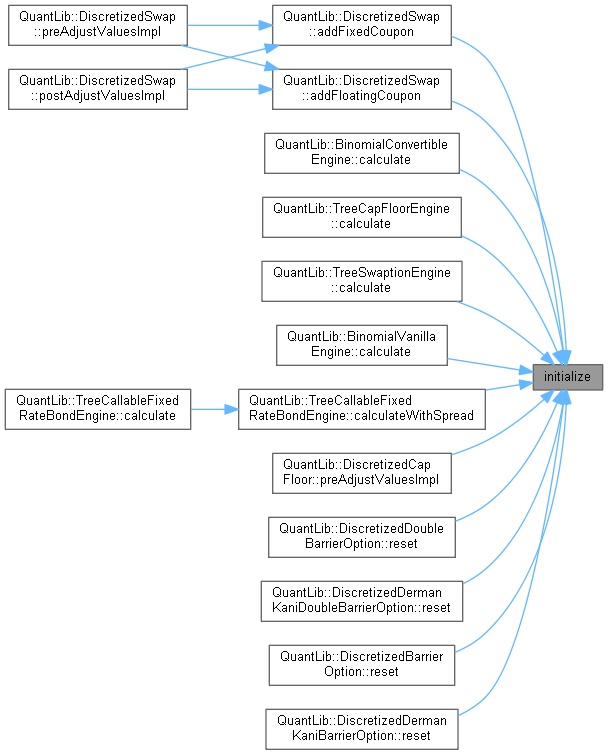 QuantLib::DiscretizedSwap
::preAdjustValuesImpl
QuantLib::DiscretizedSwap
::addFixedCoupon
QuantLib::DiscretizedSwap
::postAdjustValuesImpl
QuantLib::DiscretizedSwap
::addFloatingCoupon
QuantLib::BinomialConvertible
Engine::calculate
QuantLib::TreeCapFloorEngine
::calculate
QuantLib::TreeSwaptionEngine
::calculate
QuantLib::BinomialVanilla
Engine::calculate
initialize
QuantLib::TreeCallableFixed
RateBondEngine::calculate
QuantLib::TreeCallableFixed
RateBondEngine::calculateWithSpread
QuantLib::DiscretizedCap
Floor::preAdjustValuesImpl
QuantLib::DiscretizedDouble
BarrierOption::reset
QuantLib::DiscretizedDerman
KaniDoubleBarrierOption::reset
QuantLib::DiscretizedBarrier
Option::reset
QuantLib::DiscretizedDerman
KaniBarrierOption::reset